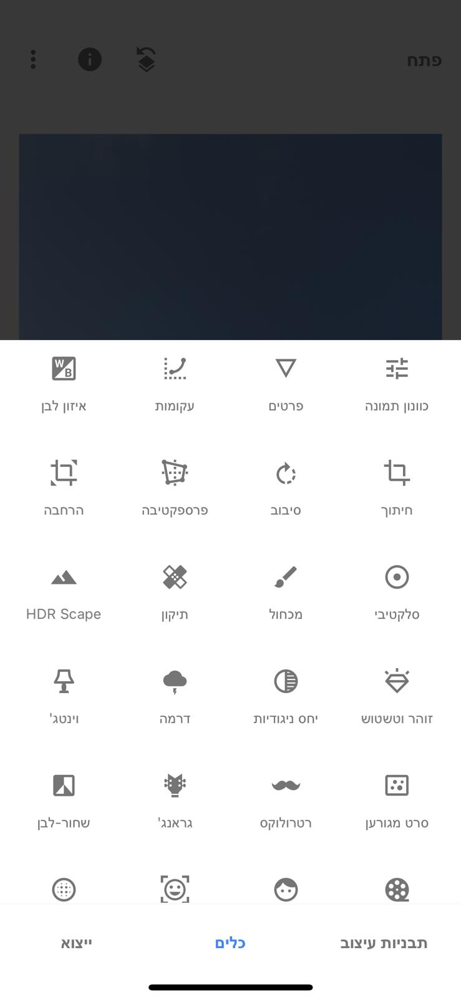 פתח
כוונון תמונה
פרטים
עקומות
איזון לבן
חיתוך
סיבוב
פרספקטיבה
הרחבה
סלקטיבי
מכחול
תיקון
HDR Scape
זוהר וטשטוש
יחס ניגודיות
דרמה
וינטג'
סרט מגורען
רטרולוקס
גראנג'
שחור-לבן
תבניות עיצוב
כלים
ייצוא